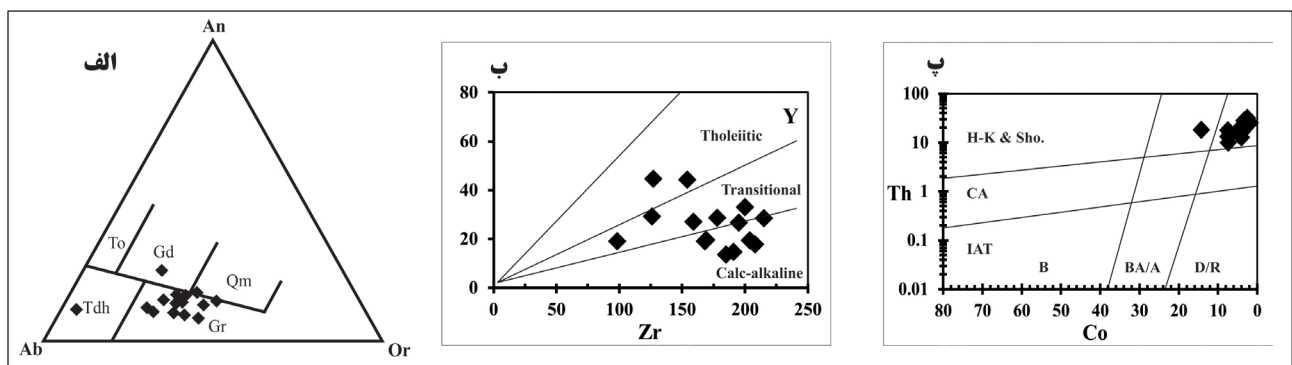 الف
An
To
Gd
Qm
Tdh
Gr
Ab
Or
ب
80
60
40
20
0
Y
Tholeiitic
Transitional
Calc-alkaline
0 50 100 150 200 250
Zr
پ
100
10
1
0.1
0.01
Th
H-K & Sho.
CA
IAT
B BA/A D/R
80 70 60 50 40 30 20 10 0
Co